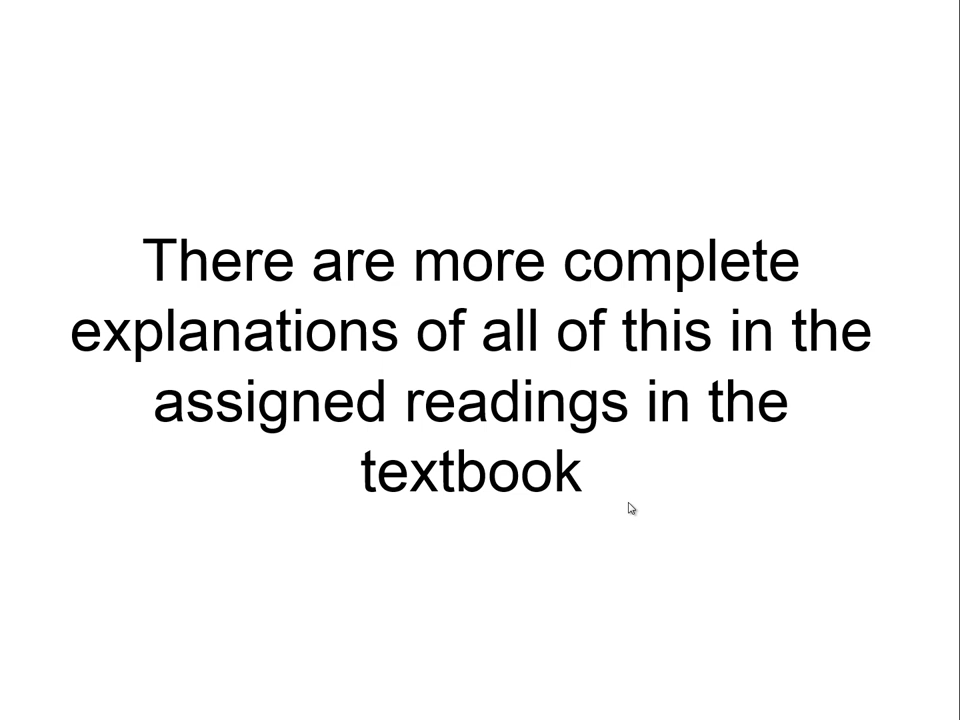 There are more complete
explanations of all of this in the
assigned readings in the
textbook